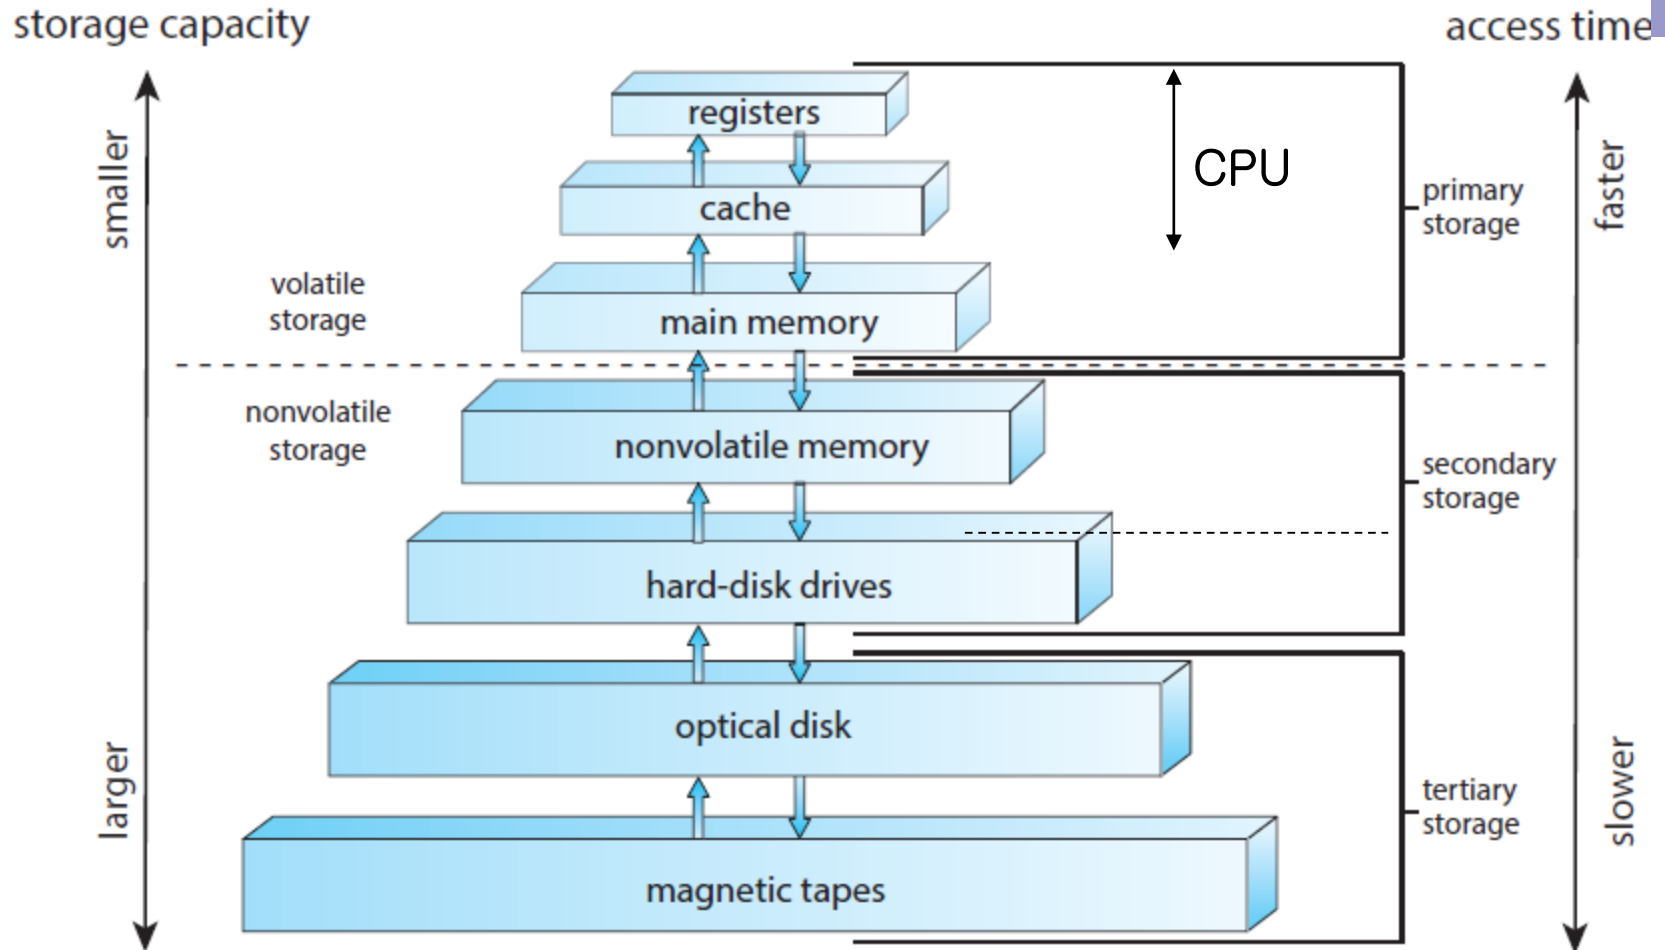 storage capacity
access time
smaller
registers
CPU
cache
primary
storage
faster
volatile
storage
main memory
nonvolatile
storage
nonvolatile memory
secondary
storage
hard-disk drives
optical disk
larger
tertiary
storage
slower
magnetic tapes